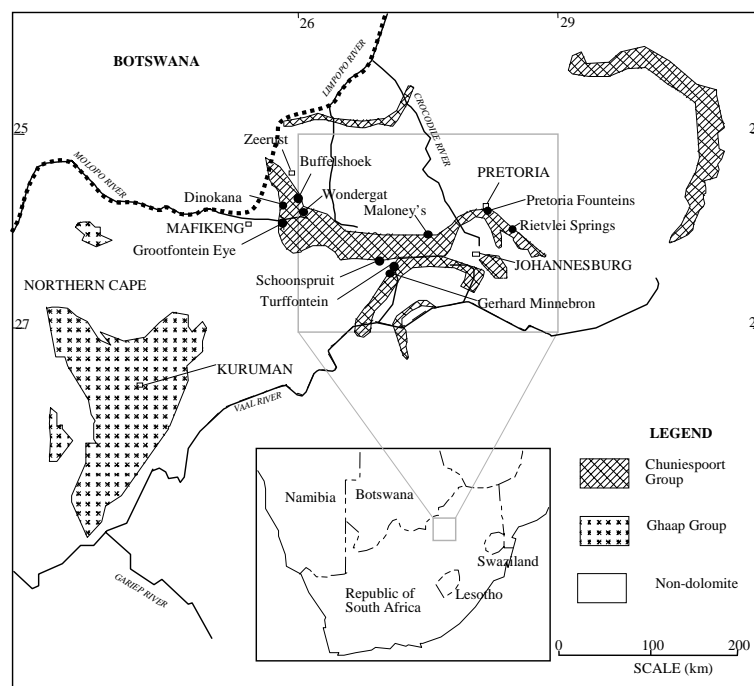 26
29
BOTSWANA
LIMPOPO RIVER
CROCODILE RIVER
25
2
Zeerust
Buffelshoek
MOLOPO RIVER
PRETORIA
Dinokana
Wondergat
Pretoria Founteins
Maloney's
Rietvlei Springs
MAFIKENG
Grootfontein Eye
JOHANNESBURG
Schoonspruit
NORTHERN CAPE
Turffontein
Gerhard Minnebron
27
2
KURUMAN
VAAL RIVER
LEGEND
Chuniespoort
Group
Namibia
Botswana
Ghaap Group
Swaziland
GARIEP RIVER
Republic of
South Africa
Lesotho
Non-dolomite
0
100
200
SCALE (km)